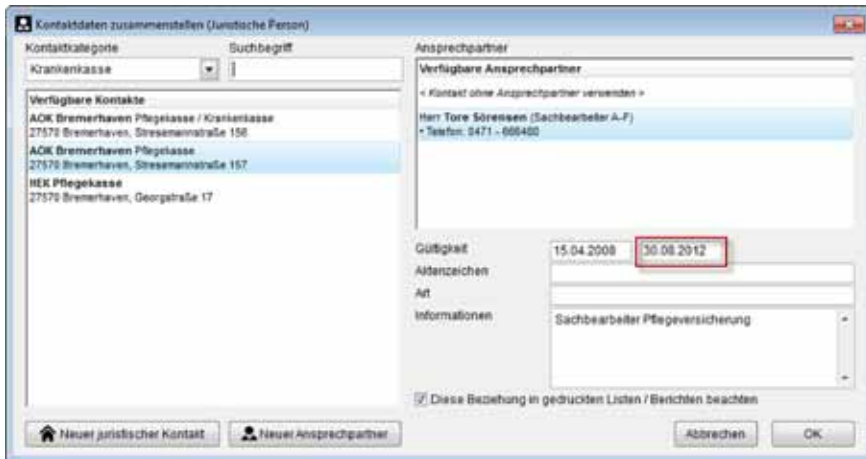 Kontaktdaten zusammenstellen (Juristische Person)
Kontaktkategorie
Suchbegriff
Krankenkasse
Verfügbare Kontakte
AOK Bremerhaven Pflegekasse / Krankenkasse
27570 Bremerhaven, Stresemannstraße 156
AOK Bremerhaven Pflegekasse
27570 Bremerhaven, Stresemannstraße 157
HEK Pflegekasse
27570 Bremerhaven, Georgstraße 17
Neuer juristischer Kontakt
Neuer Ansprechpartner
Ansprechpartner
Verfügbare Ansprechpartner
< Kontakt ohne Ansprechpartner verwenden >
Herr Tore Sörensen (Sachbearbeiter A-F)
• Telefon: 0471 - 666460
Gültigkeit 15.04.2008 30.08.2012
Aktenzeichen
Art
Informationen
Sachbearbeiter Pflegeversicherung
Diese Beziehung in gedruckten Listen / Berichten beachten
Abbrechen
OK